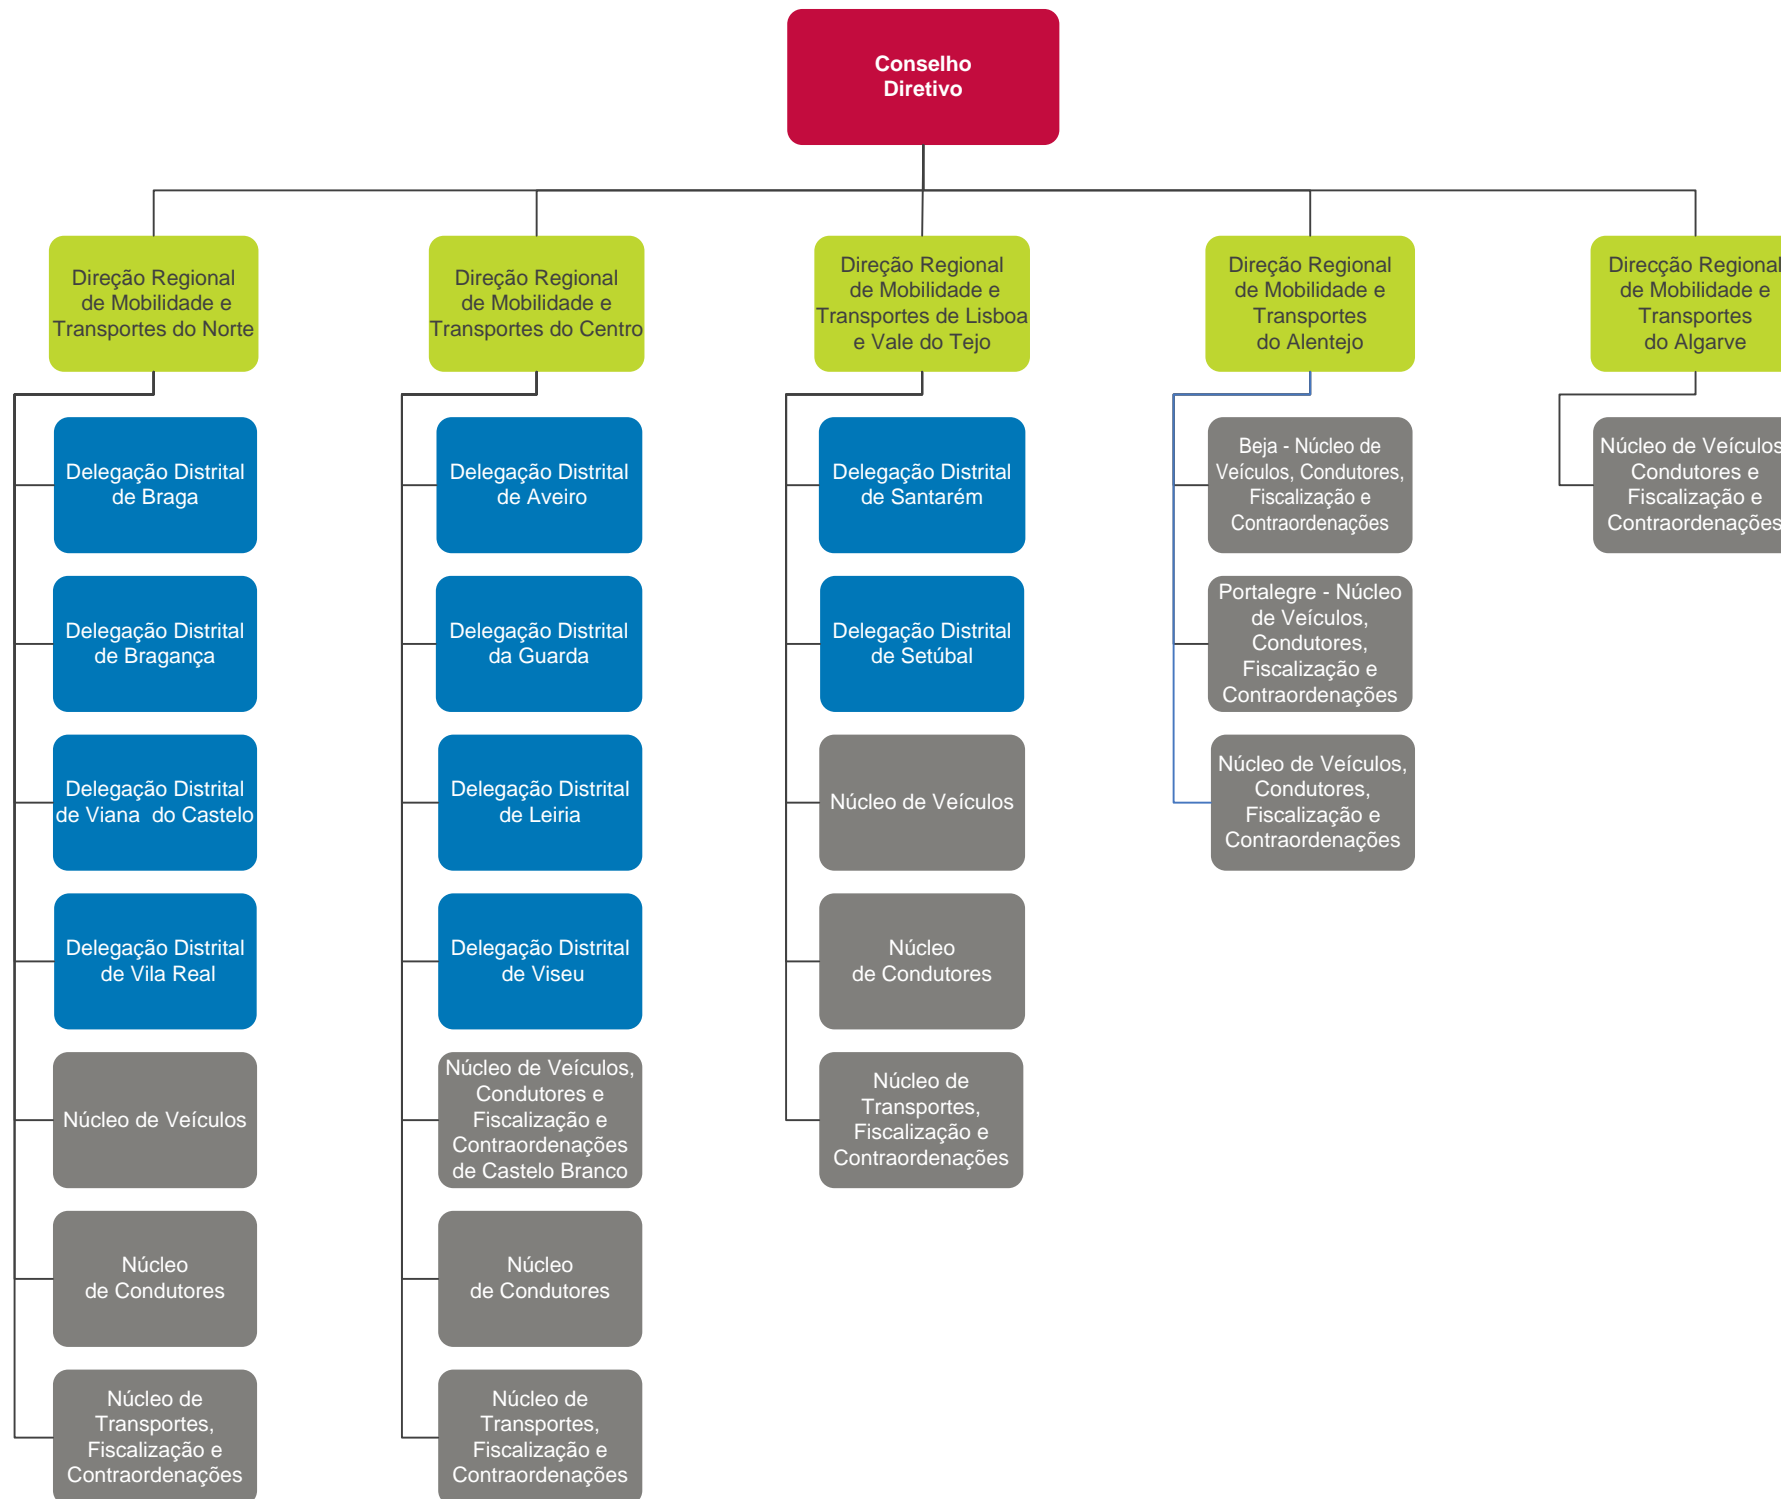 Conselho
Diretivo
Direção Regional
de Mobilidade e
Transportes do Norte
Direção Regional
de Mobilidade e
Transportes do Centro
Direção Regional
de Mobilidade e
Transportes de Lisboa
e Vale do Tejo
Direção Regional
de Mobilidade e
Transportes
do Alentejo
Direcção Regional
de Mobilidade e
Transportes
do Algarve
Delegação Distrital
de Braga
Delegação Distrital
de Bragança
Delegação Distrital
de Viana do Castelo
Delegação Distrital
de Vila Real
Núcleo de Veículos
Núcleo
de Condutores
Núcleo de
Transportes,
Fiscalização e
Contraordenações
Delegação Distrital
de Aveiro
Delegação Distrital
da Guarda
Delegação Distrital
de Leiria
Delegação Distrital
de Viseu
Núcleo de Veículos,
Condutores e
Fiscalização e
Contraordenações
de Castelo Branco
Núcleo
de Condutores
Núcleo de
Transportes,
Fiscalização e
Contraordenações
Delegação Distrital
de Santarém
Delegação Distrital
de Setúbal
Núcleo de Veículos
Núcleo
de Condutores
Núcleo de
Transportes,
Fiscalização e
Contraordenações
Beja - Núcleo de
Veículos, Condutores,
Fiscalização e
Contraordenações
Portalegre - Núcleo
de Veículos,
Condutores,
Fiscalização e
Contraordenações
Núcleo de Veículos,
Condutores,
Fiscalização e
Contraordenações
Núcleo de Veículos
Condutores e
Fiscalização e
Contraordenações